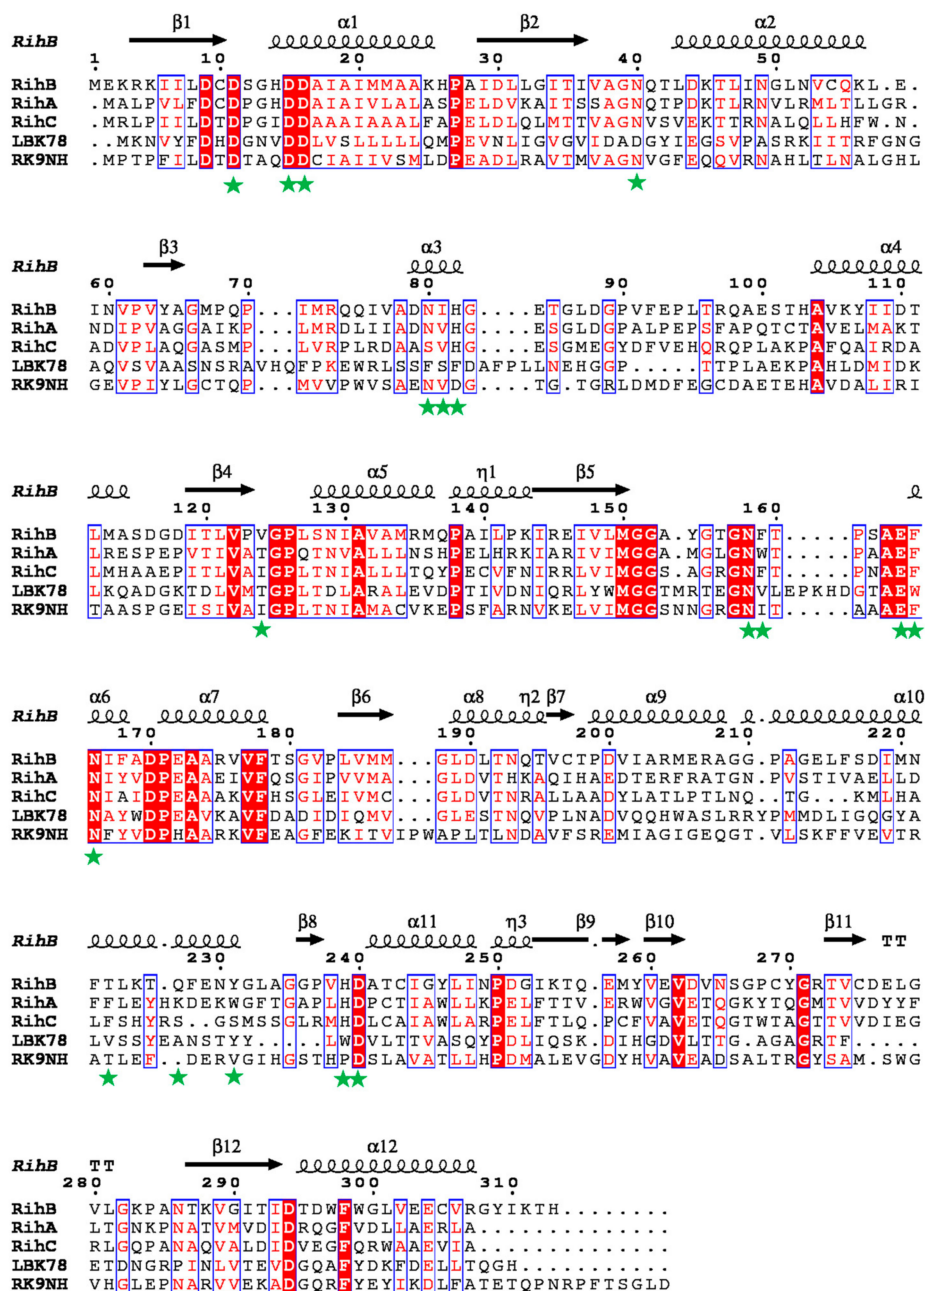 β1 α1 β2 α2
RihB
1 10 20 30 40 50
RihB MEKRKIILDCDSGHDDAIAIMMAAKHPAIDLLGITIVAGNQTLDKTLINGLNVCQKL.E.
RihA .MALPVLFDCDPGHDDAIAIVLALASPELDVKAITSSAGNQTPEKTLRNVLRMLTLLGR.
RihC .MRLPIILDTDPGIDDAAAIAAALFAPELDLQLMTTVAGNVSVEKTTRNALQLLHFW.N.
LBK78 ..MKNVYFDHDGNVDDLVSLLLLLQMPEVNLIGVGVIDADGYIEGSVPASRKIITRFGNG
RK9NH .MPTPFILDTDTAQDDCIAIIVSMLDPEADLRAVTMVAGNVGFEQQVRNAHLTLNALGHL
β3 α3 α4
RihB
60 70 80 90 100 110
RihB INVPVYAGMPQP...IMRQQIVADNIHG....ETGLDGPVFEPLTRQAESTHAVKYIIDT
RihA NDIPVAGGAIKP...LMRDLIIADNVHG....ESGLDGPALPEPSFAPQTCTAVELMAKT
RihC ADVPLAQGASMP...LVRPLRDAASVHG....ESGMEGYDFVEHQRQPLAKPAFQAIRDA
LBK78 AQVSVAASNSRAVHQFPKEWRLSSFSFDAFPLLNEHGGP....TTPLAEKPAHLDMIDK
RK9NH GEVPIYLGCTQP...MVVPWVSAENVDG....TG.TGRLDMDFEGCDAETEHAVDALIRI
β4 α5 η1 β5
RihB
120 130 140 150 160
RihB LMASDGDITLVPVGPLSNIAVAMRMQPAILPKIREIVLMGGA.YGTGNFT.....PSAEF
RihA LRESPEPVTIVATGPQTNVALLLNSHPELHRKIARIVIMGGLGLGNWT.....PAAEF
RihC LMHAAEPITLVAIGPLTNIALLLTQYPECVFNIRRLVIMGGS.AGRGNFT.....PNAEF
LBK78 LKQADGKTDLVMTGPLTDLARALEVDPTIVDNIQRLYWMGGTMRGTGNVLEPKHDGTAEW
RK9NH TAASPGEISIVAIGPLTNIAMACVKEPSFARNVKELVIMGGSNNGRGNIT.....AAAEF
α6 α7 β6 α8 η2 β7 α9 α10
RihB
170 180 190 200 210 220
RihB NIFADPEAARVVFTSGVPLVMM...GLDLTNQTVCTPDVIARMERAGG.PAGELFSDIMN
RihA NIYVDPEAAEIVFQSGIPVVMA...GLDVTHKAQIHAEDTERFRATGN.PVSTIVAELLD
RihC NIAIDPEAAAKVFHSGLEIVMC...GLDVTNRALLAADYLATLPTLNQ....TG...KMLHA
LBK78 NAYWDPEAVKRVFDADIQVMM...GLESTNQVPLNADVQQHWASLRRYPMMDLIGQGYA
RK9NH NFYVDPHAARKVFEAGFEKITVIPWAPLTLNDAVFSREMIAGIGEQGT.VLSKFFVEVTR
β8 α11 η3 β9 β10 β11
RihB TT
230 240 250 260 270
RihB FTLKT.QFENYGLAGGPVHDATCIGYLINPDGIKTQ.EMYVEVDVNSGPCYGRTVCDELG
RihA FFLEYHKDEKWGFTGAPLHDPCTIAWLLKPELFTTV.ERWVGVETQGKYTQGMTVVDYYF
RihC LFSHYRS..GSMSSGLRMHDLCAIAWLARPELFTLQ.PCFVAVETQGTWTAGTTVVDIEG
LBK78 LVSSYEANSTYY.....LWDVLTTVASQYPDLIQSK.DIHGDVLTTG.AGAGRTF.....
RK9NH ATLEF..DERVGIHGSTHPDSLAVATLLHPDMALEVGDYHVAVEADSALTRGYSAM.SWG
β12 α12
RihB TT
280 290 300 310
RihB VLGKPANTKVGITIDTDWFWGLVEECVRGYIKTH.........
RihA LTGNKPNATVMVDIDRQGFVDLLAERLA...............
RihC RLGQPANAQVALDIDVEGFQRWAAEVIA...............
LBK78 ETDNGRPINLVTEVDGQAFYDKFDELLTQGH............
RK9NH VHGLEPNARVVEKADGQRFYEYIKDLFATETQPNRPFTSGLD